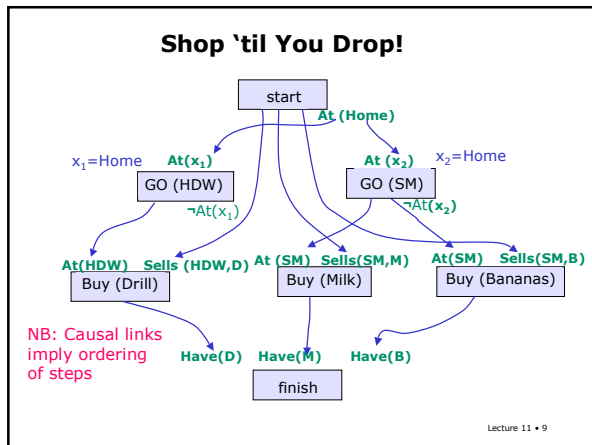 Shop ‘til You Drop!
start
At (Home)
x₁=Home
At(x₁)
At (x₂)
x₂=Home
GO (HDW)
GO (SM)
¬At(x₁)
¬At(x₂)
At(HDW) Sells (HDW,D)
At (SM) Sells(SM,M)
At(SM) Sells(SM,B)
Buy (Drill)
Buy (Milk)
Buy (Bananas)
NB: Causal links
imply ordering
of steps
Have(D) Have(M) Have(B)
finish
Lecture 11 • 9